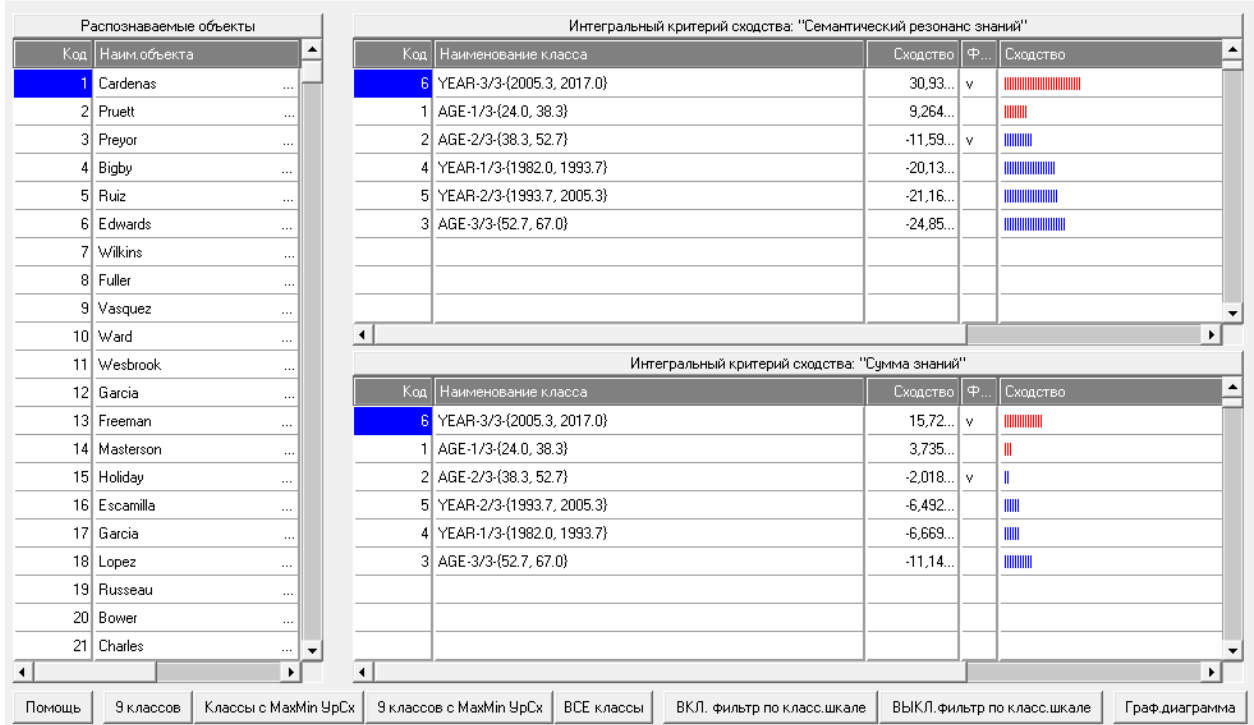 Распознаваемые объекты
Код Наим.объекта
1 Cardenas ...
2 Pruett ...
3 Preyor ...
4 Bigby ...
5 Ruiz ...
6 Edwards ...
7 Wilkins ...
8 Fuller ...
9 Vasquez ...
10 Ward ...
11 Wesbrook ...
12 Garcia ...
13 Freeman ...
14 Masterson ...
15 Holiday ...
16 Escamilla ...
17 Garcia ...
18 Lopez ...
19 Russeau ...
20 Bower ...
21 Charles ...
Интегральный критерий сходства: "Семантический резонанс знаний"
Код Наименование класса Сходство Ф... Сходство
6 YEAR-3/3-{2005.3, 2017.0} 30,93... v
1 AGE-1/3-{24.0, 38.3} 9,264...
2 AGE-2/3-{38.3, 52.7} -11,59... v
4 YEAR-1/3-{1982.0, 1993.7} -20,13...
5 YEAR-2/3-{1993.7, 2005.3} -21,16...
3 AGE-3/3-{52.7, 67.0} -24,85...
Интегральный критерий сходства: "Сумма знаний"
Код Наименование класса Сходство Ф... Сходство
6 YEAR-3/3-{2005.3, 2017.0} 15,72... v
1 AGE-1/3-{24.0, 38.3} 3,735...
2 AGE-2/3-{38.3, 52.7} -2,018... v
5 YEAR-2/3-{1993.7, 2005.3} -6,492...
4 YEAR-1/3-{1982.0, 1993.7} -6,669...
3 AGE-3/3-{52.7, 67.0} -11,14...
Помощь 9 классов Классы с MaxMin УрСх 9 классов с MaxMin УрСх ВСЕ классы ВКЛ. фильтр по класс.шкале ВЫКЛ.фильтр по класс.шкале Граф.диаграмма